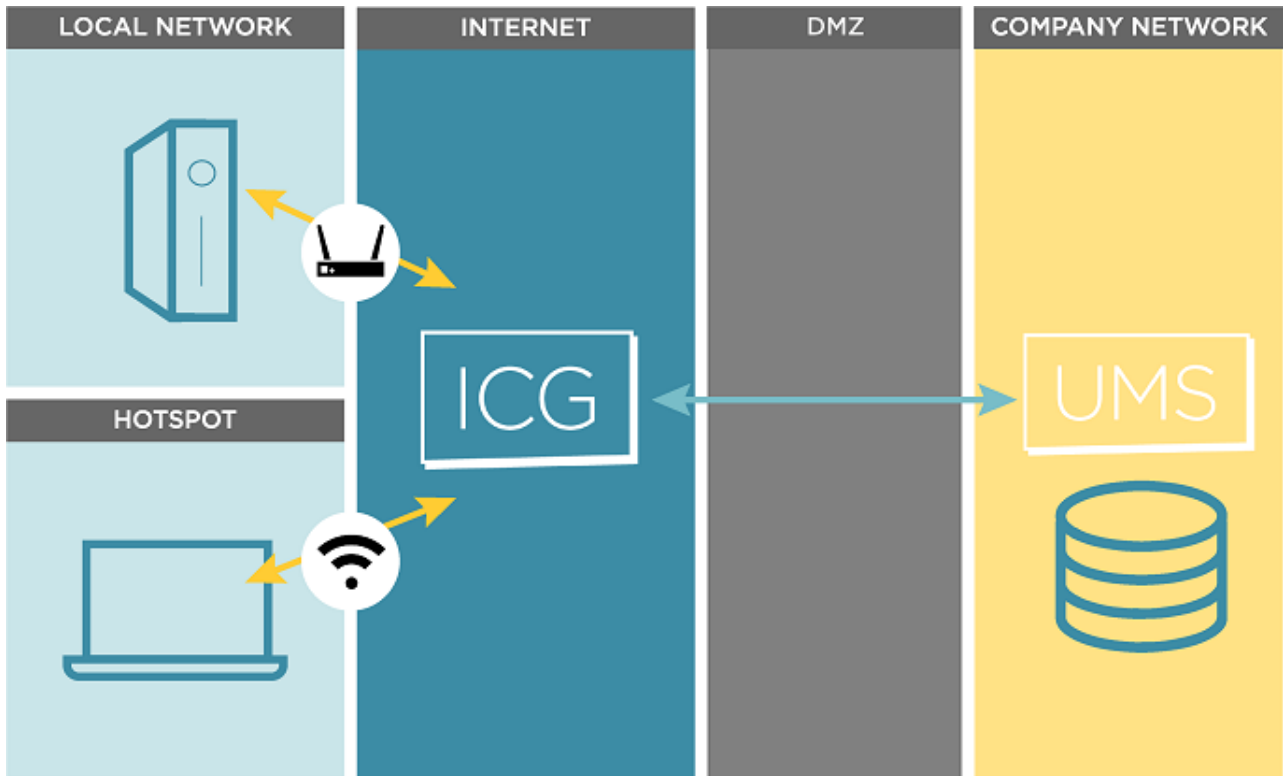 LOCAL NETWORK
INTERNET
DMZ
COMPANY NETWORK
ICG
UMS
HOTSPOT